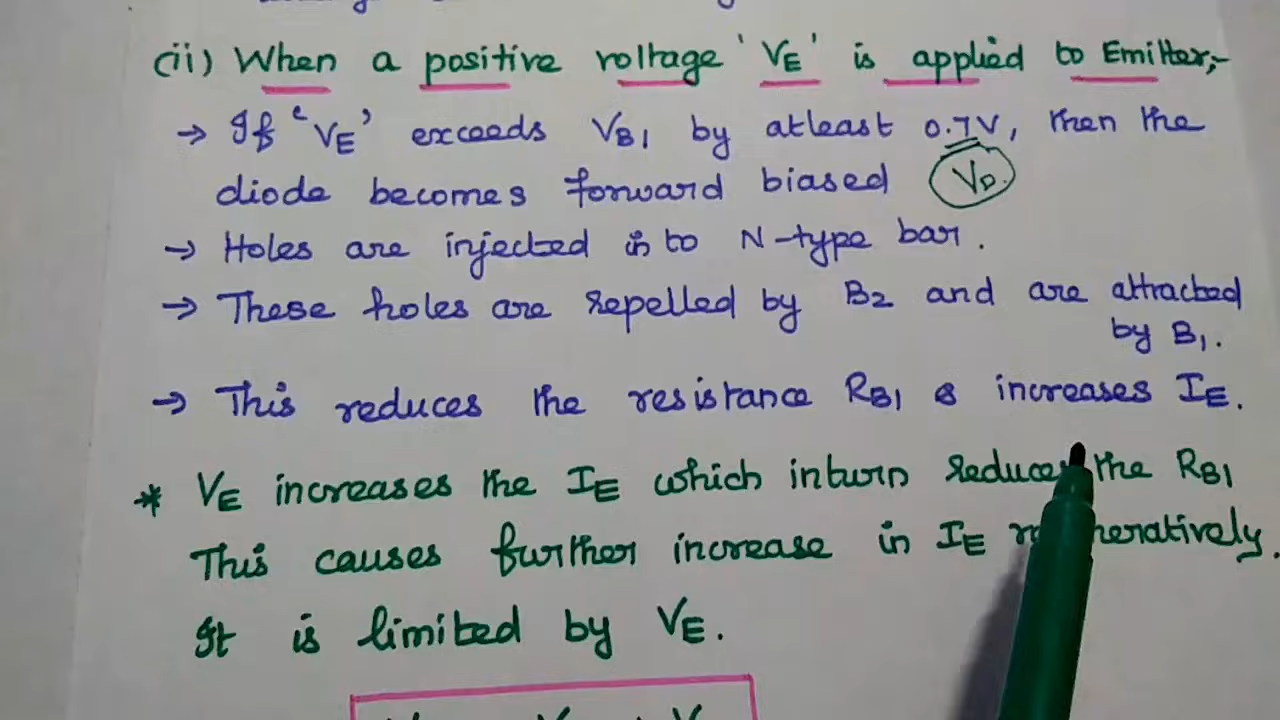 (ii) When a positive voltage 'VE' is applied to Emitter;-
→ If 'VE' exceeds VB1 by atleast 0.7V, then the
diode becomes forward biased VD.
→ Holes are injected in to N-type bar.
→ These holes are repelled by B2 and are attracted
by B1.
→ This reduces the resistance RB1 & increases IE.
* VE increases the IE which inturn reduces the RB1
This causes further increase in IE
It is limited by VE.